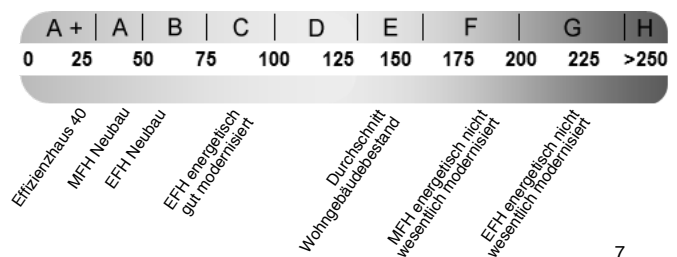 A + | A | B | C | D | E | F | G | H
0 25 50 75 100 125 150 175 200 225 >250
Effizienzhaus 40
MFH Neubau
EFH Neubau
EFH energetisch
gut modernisiert
Durchschnitt
Wohngebäudebestand
MFH energetisch nicht
wesentlich modernisiert
EFH energetisch nicht
wesentlich modernisiert
7